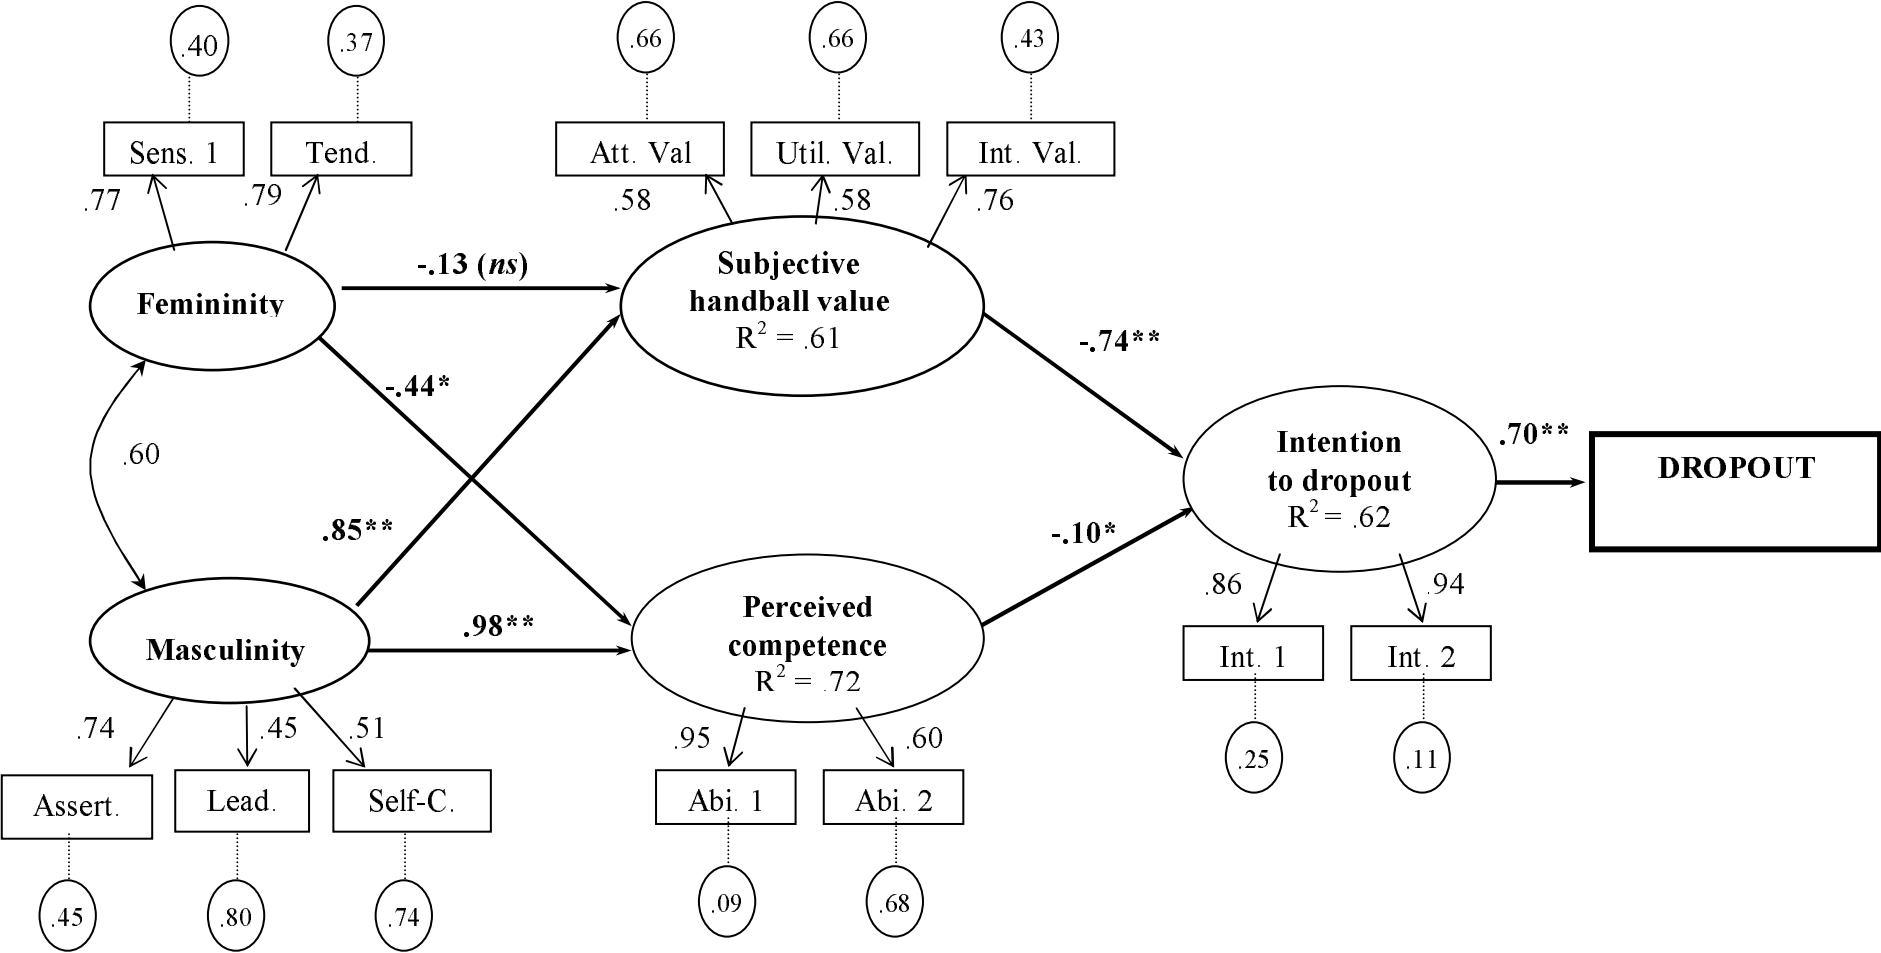 .40
.37
.66
.66
.43
Sens. 1
Tend.
Att. Val
Util. Val.
Int. Val.
.77
.79
.58
.58
.76
Femininity
-.13 (ns)
Subjective
handball value
R² = .61
-.74**
-.44*
.60
.85**
Intention
to dropout
R² = .62
.70**
DROPOUT
-.10*
Masculinity
.98**
Perceived
competence
R² = .72
.86
.94
Int. 1
Int. 2
.74
.45
.51
.95
.60
Assert.
Lead.
Self-C.
Abi. 1
Abi. 2
.25
.11
.45
.80
.74
.09
.68